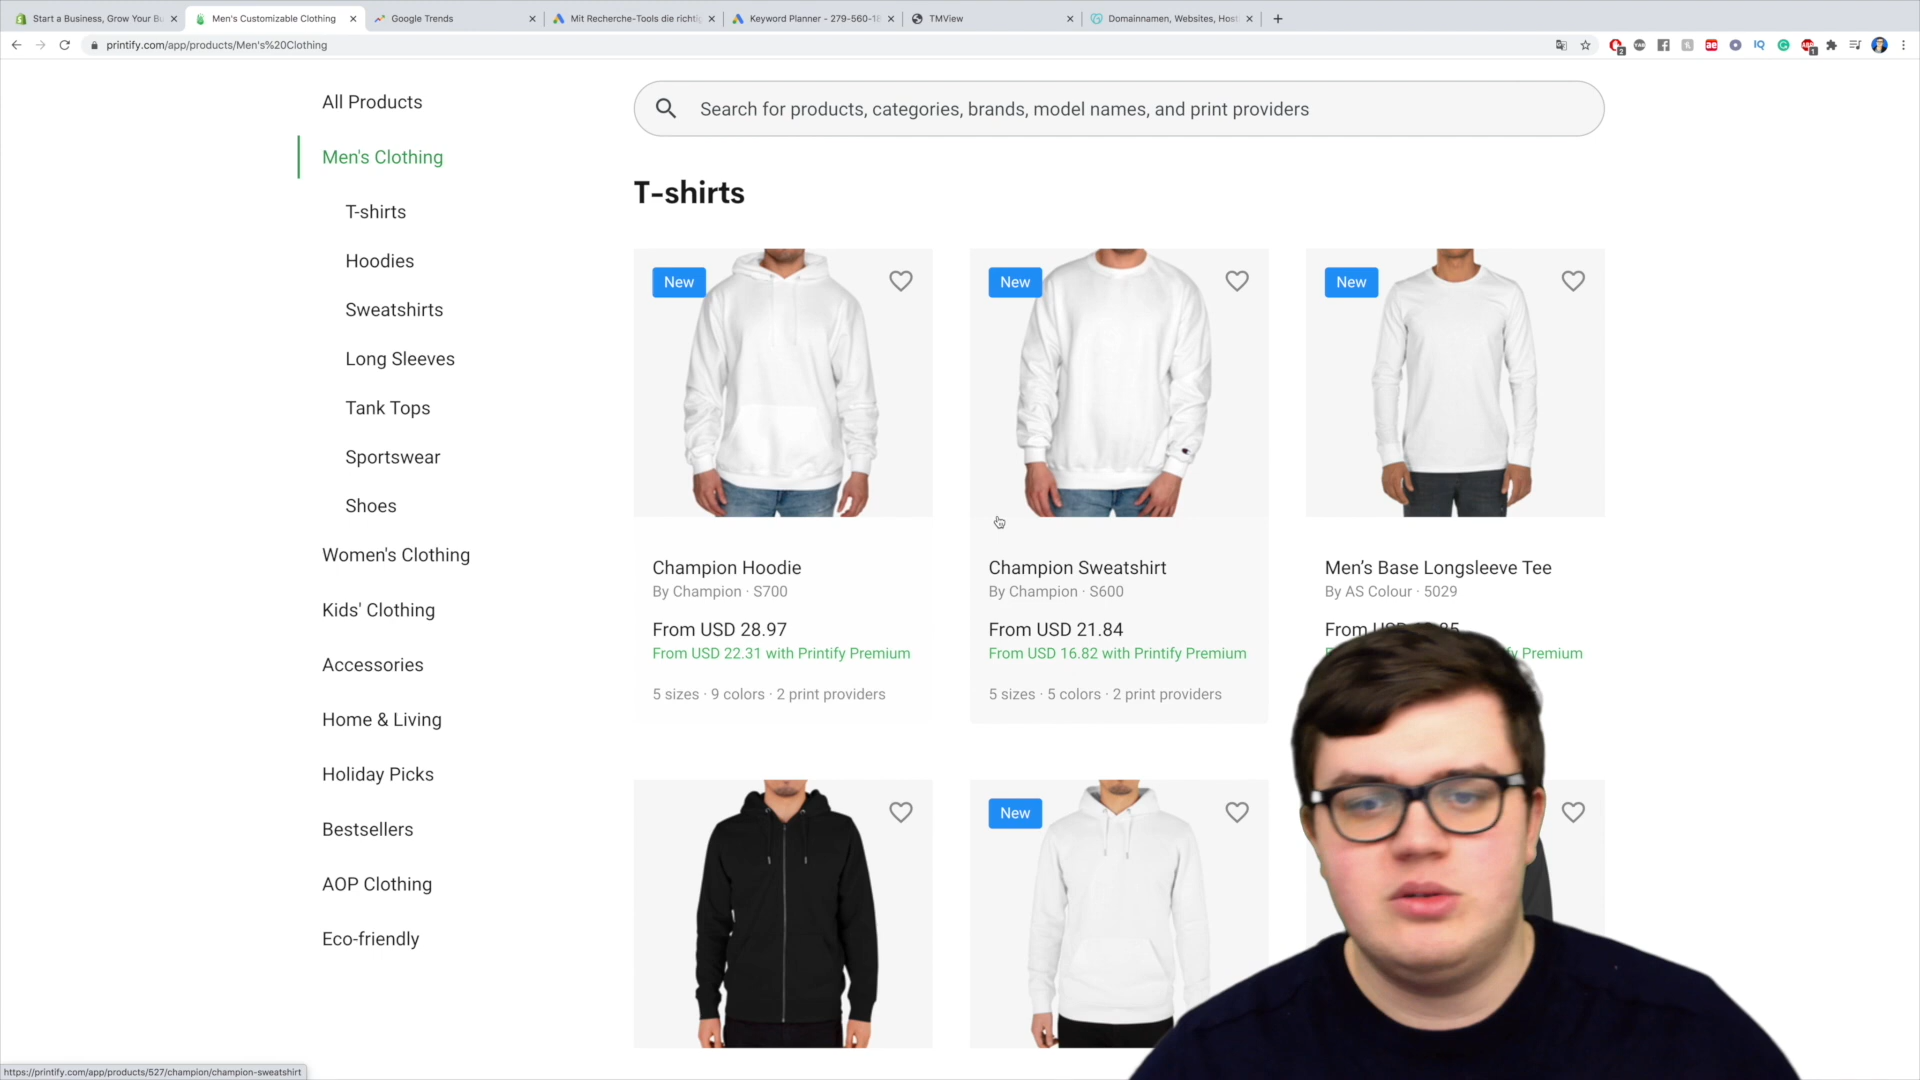 Start a Business, Grow Your Bu
Men's Customizable Clothing
Google Trends
Mit Recherche-Tools die richtig
Keyword Planner - 279-560-18
TMView
Domainnamen, Websites, Host
printify.com/app/products/Men's%20Clothing
All Products
Men's Clothing
T-shirts
Hoodies
Sweatshirts
Long Sleeves
Tank Tops
Sportswear
Shoes
Women's Clothing
Kids' Clothing
Accessories
Home & Living
Holiday Picks
Bestsellers
AOP Clothing
Eco-friendly
Search for products, categories, brands, model names, and print providers
T-shirts
New
New
New
Champion Hoodie
By Champion · S700
From USD 28.97
From USD 22.31 with Printify Premium
5 sizes · 9 colors · 2 print providers
Champion Sweatshirt
By Champion · S600
From USD 21.84
From USD 16.82 with Printify Premium
5 sizes · 5 colors · 2 print providers
Men’s Base Longsleeve Tee
By AS Colour · 5029
From
Premium
New
https://printify.com/app/products/527/champion/champion-sweatshirt